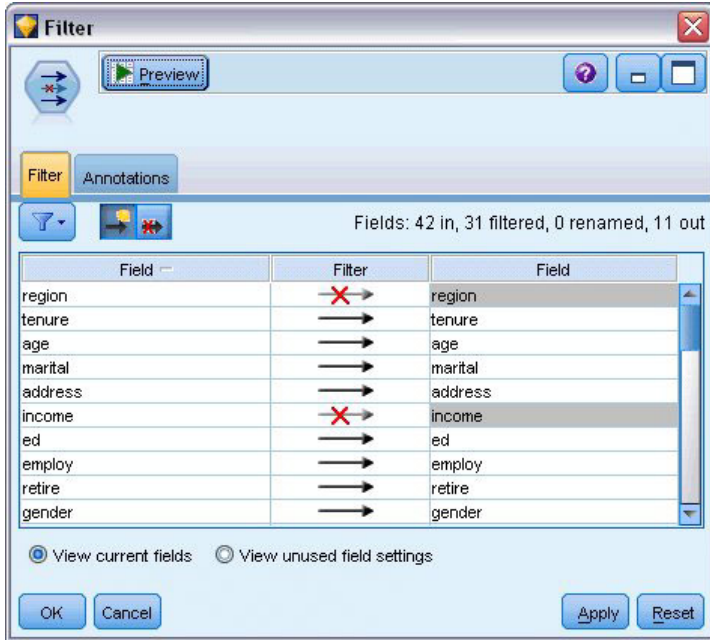 Filter
Preview
Filter Annotations
Fields: 42 in, 31 filtered, 0 renamed, 11 out
Field Filter Field
region region
tenure tenure
age age
marital marital
address address
income income
ed ed
employ employ
retire retire
gender gender
View current fields View unused field settings
OK Cancel Apply Reset